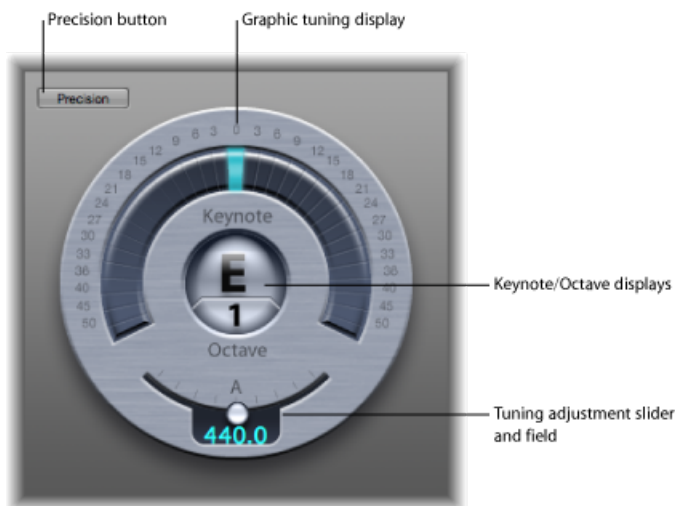 Precision button
Graphic tuning display
Precision
50 45 40 36 33 30 27 24 21 18 15 12 9 6 3 0 3 6 9 12 15 18 21 24 27 30 33 36 40 45 50
Keynote
E
1
Keynote/Octave displays
Octave
A
440.0
Tuning adjustment slider
and field